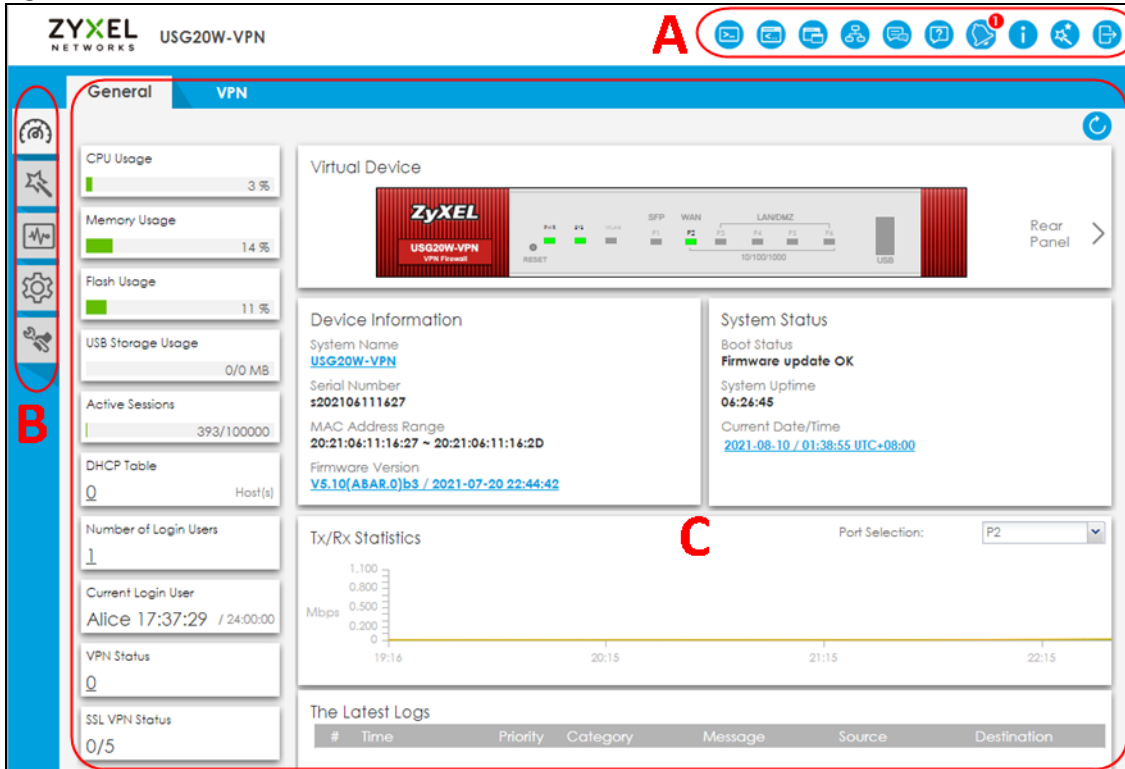 ZYXEL
NETWORKS
USG20W-VPN
A
1
General
VPN
B
CPU Usage
3 %
Memory Usage
14 %
Flash Usage
11 %
USB Storage Usage
0/0 MB
Active Sessions
393/100000
DHCP Table
0 Host(s)
Number of Login Users
1
Current Login User
Alice 17:37:29 / 24:00:00
VPN Status
0
SSL VPN Status
0/5
Virtual Device
ZyXEL
USG20W-VPN
VPN Firewall
RESET
PWR SYS WLAN
SFP WAN LAN/DMZ
P1 P2 P3 P4 P5 P6
10/100/1000
USB
Rear
Panel
Device Information
System Name
USG20W-VPN
Serial Number
s202106111627
MAC Address Range
20:21:06:11:16:27 ~ 20:21:06:11:16:2D
Firmware Version
V5.10(ABAR.0)b3 / 2021-07-20 22:44:42
System Status
Boot Status
Firmware update OK
System Uptime
06:26:45
Current Date/Time
2021-08-10 / 01:38:55 UTC+08:00
C
Tx/Rx Statistics
Port Selection: P2
1.100
0.800
Mbps
0.500
0.200
0
19:16 20:15 21:15 22:15
The Latest Logs
# Time Priority Category Message Source Destination